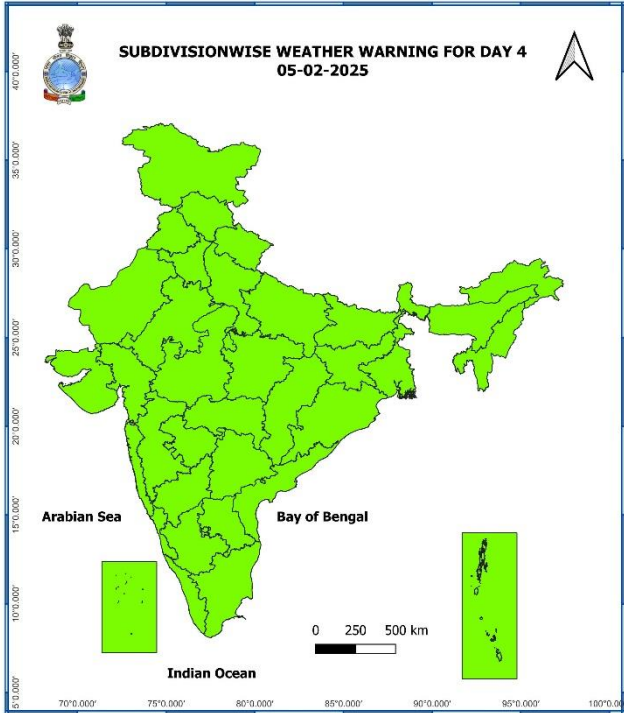 SUBDIVISIONWISE WEATHER WARNING FOR DAY 4
05-02-2025
40°0.000'
35°0.000'
30°0.000'
25°0.000'
20°0.000'
15°0.000'
10°0.000'
5°0.000'
Arabian Sea
Bay of Bengal
0 250 500 km
Indian Ocean
70°0.000' 75°0.000' 80°0.000' 85°0.000' 90°0.000' 95°0.000' 100°0.00